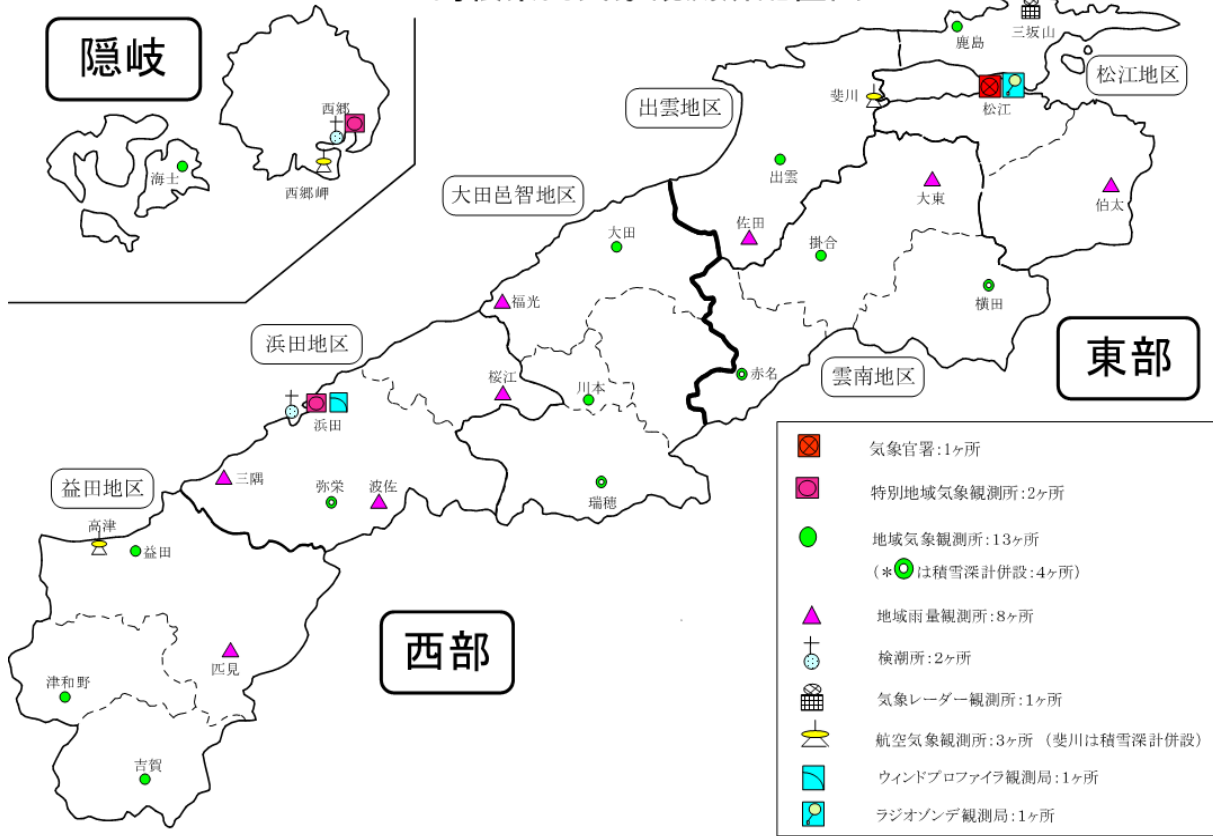 隠岐
西郷
海士
西郷岬
鹿島
三坂山
松江地区
出雲地区
斐川
松江
出雲
大東
伯太
大田邑智地区
佐田
掛合
大田
横田
福光
東部
浜田地区
赤名
雲南地区
桜江
川本
浜田
三隅
弥栄
波佐
瑞穂
益田地区
高津
益田
西部
匹見
津和野
吉賀
気象官署:1ヶ所
特別地域気象観測所:2ヶ所
地域気象観測所:13ヶ所
(*は積雪深計併設:4ヶ所)
地域雨量観測所:8ヶ所
検潮所:2ヶ所
気象レーダー観測所:1ヶ所
航空気象観測所:3ヶ所 (斐川は積雪深計併設)
ウィンドプロファイラ観測局:1ヶ所
ラジオゾンデ観測局:1ヶ所